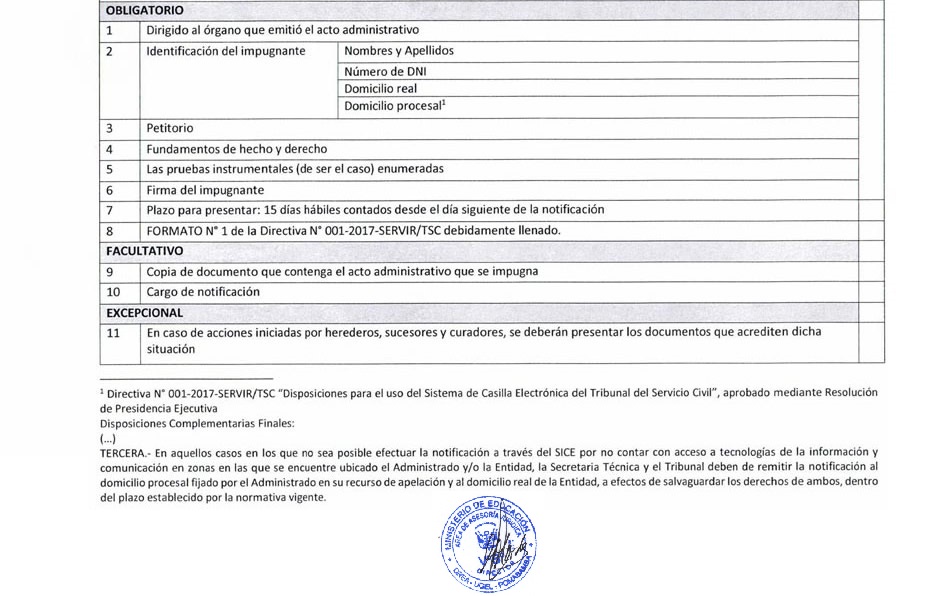 OBLIGATORIO
1 Dirigido al órgano que emitió el acto administrativo
2 Identificación del impugnante Nombres y Apellidos
Número de DNI
Domicilio real
Domicilio procesal¹
3 Petitorio
4 Fundamentos de hecho y derecho
5 Las pruebas instrumentales (de ser el caso) enumeradas
6 Firma del impugnante
7 Plazo para presentar: 15 días hábiles contados desde el día siguiente de la notificación
8 FORMATO N° 1 de la Directiva N° 001-2017-SERVIR/TSC debidamente llenado.
FACULTATIVO
9 Copia de documento que contenga el acto administrativo que se impugna
10 Cargo de notificación
EXCEPCIONAL
11 En caso de acciones iniciadas por herederos, sucesores y curadores, se deberán presentar los documentos que acrediten dicha
situación
¹ Directiva N° 001-2017-SERVIR/TSC "Disposiciones para el uso del Sistema de Casilla Electrónica del Tribunal del Servicio Civil", aprobado mediante Resolución
de Presidencia Ejecutiva
Disposiciones Complementarias Finales:
(...)
TERCERA.- En aquellos casos en los que no sea posible efectuar la notificación a través del SICE por no contar con acceso a tecnologías de la información y
comunicación en zonas en las que se encuentre ubicado el Administrado y/o la Entidad, la Secretaria Técnica y el Tribunal deben de remitir la notificación al
domicilio procesal fijado por el Administrado en su recurso de apelación y al domicilio real de la Entidad, a efectos de salvaguardar los derechos de ambos, dentro
del plazo establecido por la normativa vigente.
MINISTERIO DE EDUCACIÓN
ÁREA DE ASESORÍA JURÍDICA
DIRECTOR
UGEL - POMABAMBA